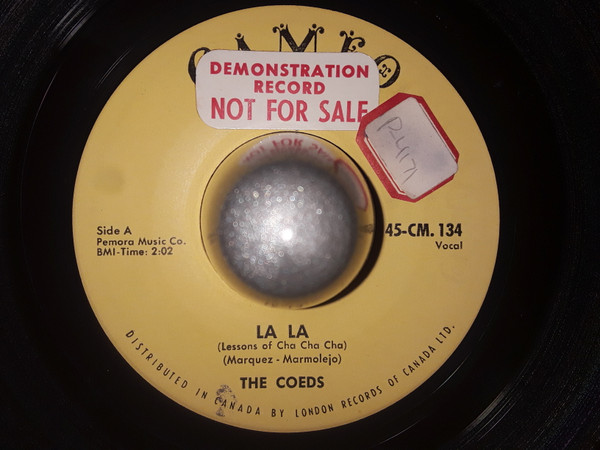 CAMEO
DEMONSTRATION
RECORD
NOT FOR SALE
R-4171
Side A
Pemora Music Co.
BMI-Time: 2:02
45-CM. 134
Vocal
LA LA
(Lessons of Cha Cha Cha)
(Marquez - Marmolejo)
THE COEDS
DISTRIBUTED IN CANADA BY LONDON RECORDS OF CANADA LTD.